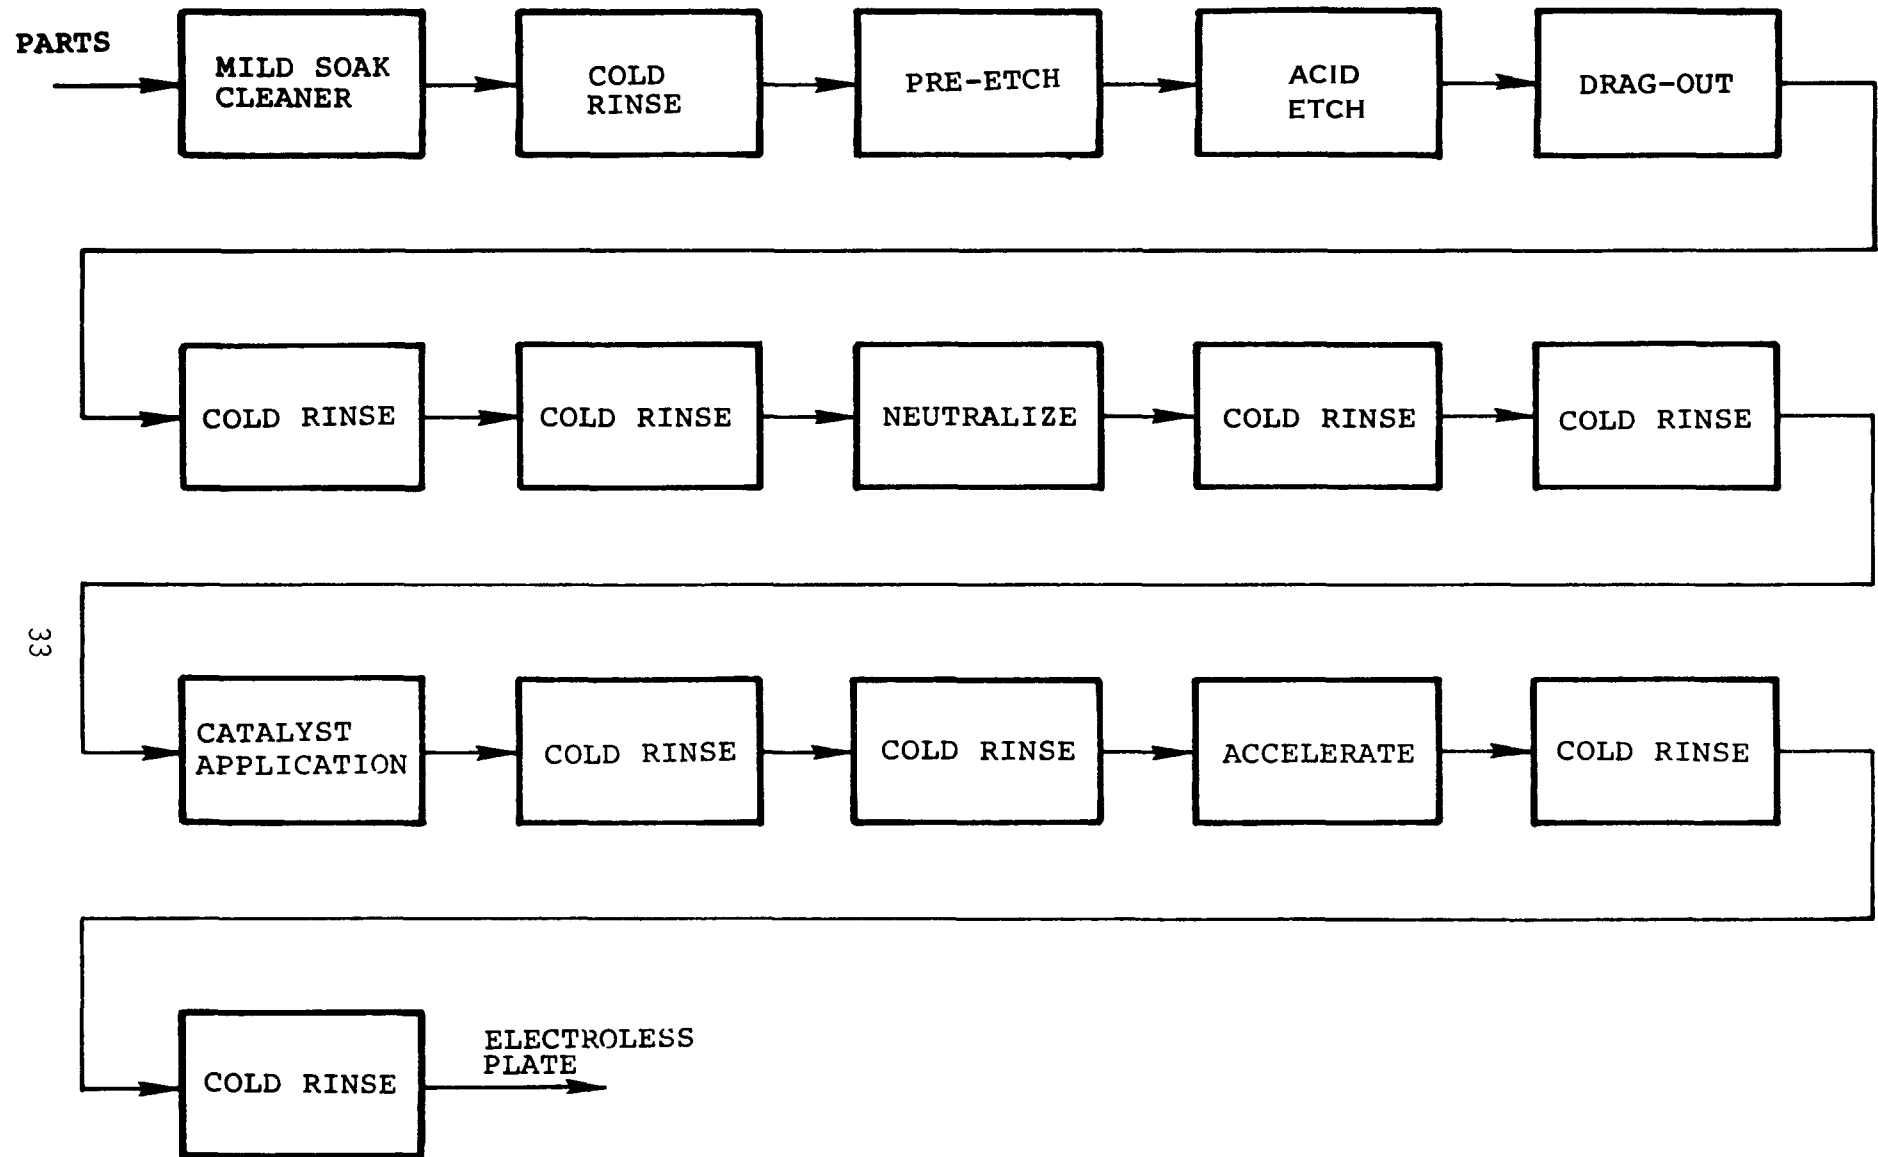 PARTS
MILD SOAK
CLEANER
COLD
RINSE
PRE-ETCH
ACID
ETCH
DRAG-OUT
COLD RINSE
COLD RINSE
NEUTRALIZE
COLD RINSE
COLD RINSE
33
CATALYST
APPLICATION
COLD RINSE
COLD RINSE
ACCELERATE
COLD RINSE
COLD RINSE
ELECTROLESS
PLATE